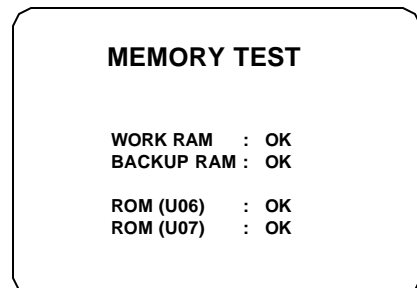 MEMORY TEST
WORK RAM : OK
BACKUP RAM : OK
ROM (U06) : OK
ROM (U07) : OK